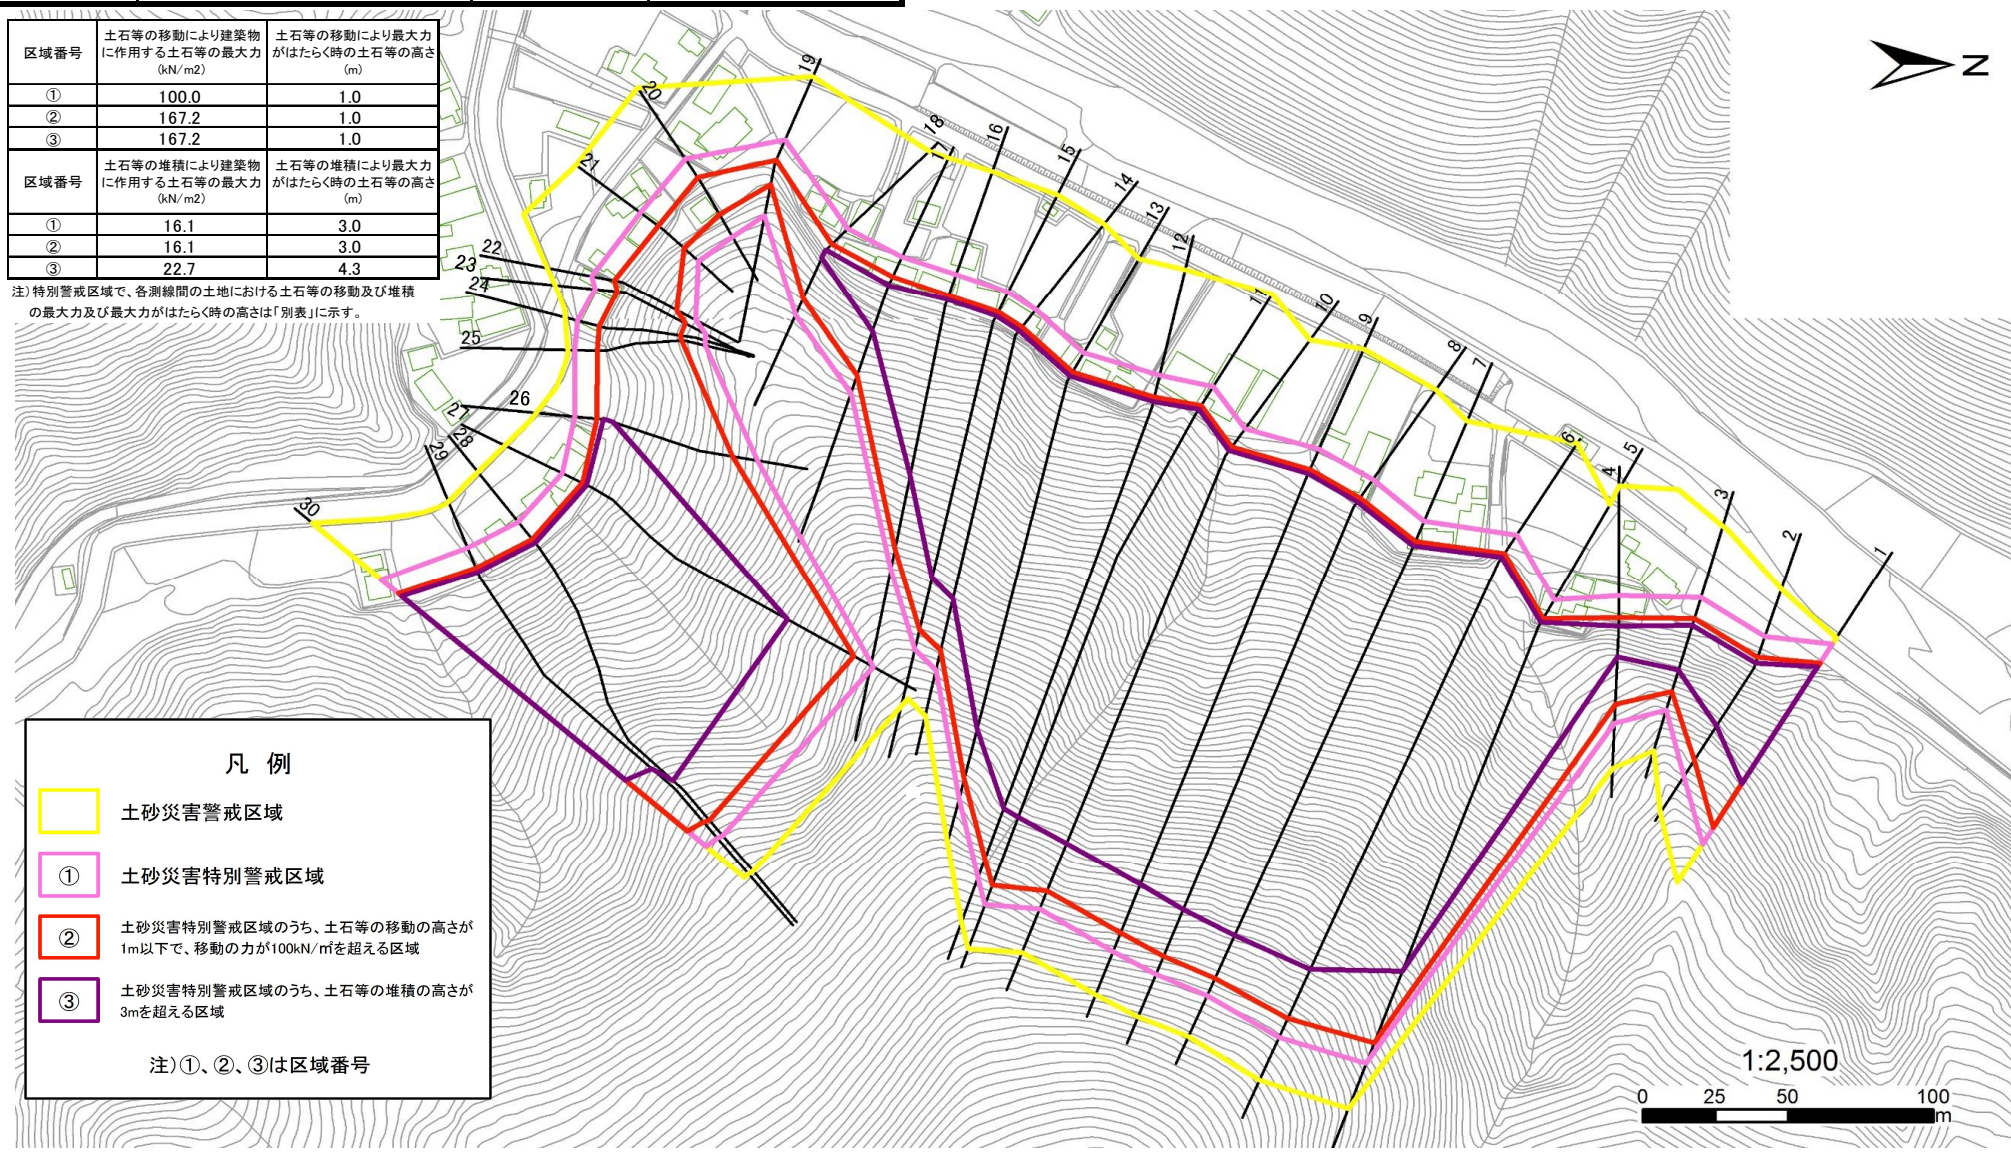 区域番号
土石等の移動により建築物
に作用する土石等の最大力
(kN/m2)
土石等の移動により最大力
がはたらく時の土石等の高さ
(m)
① 100.0 1.0
② 167.2 1.0
③ 167.2 1.0
区域番号
土石等の堆積により建築物
に作用する土石等の最大力
(kN/m2)
土石等の堆積により最大力
がはたらく時の土石等の高さ
(m)
① 16.1 3.0
② 16.1 3.0
③ 22.7 4.3
注)特別警戒区域で、各測線間の土地における土石等の移動及び堆積
の最大力及び最大力がはたらく時の高さは「別表」に示す。
N
19
20
18
17
16
15
14
13
12
11
10
9
8
7
6
5
4
3
2
1
21
22
23
24
25
26
27
28
29
30
凡 例
土砂災害警戒区域
① 土砂災害特別警戒区域
② 土砂災害特別警戒区域のうち、土石等の移動の高さが
1m以下で、移動の力が100kN/㎡を超える区域
③ 土砂災害特別警戒区域のうち、土石等の堆積の高さが
3mを超える区域
注)①、②、③は区域番号
1:2,500
0 25 50 100
m